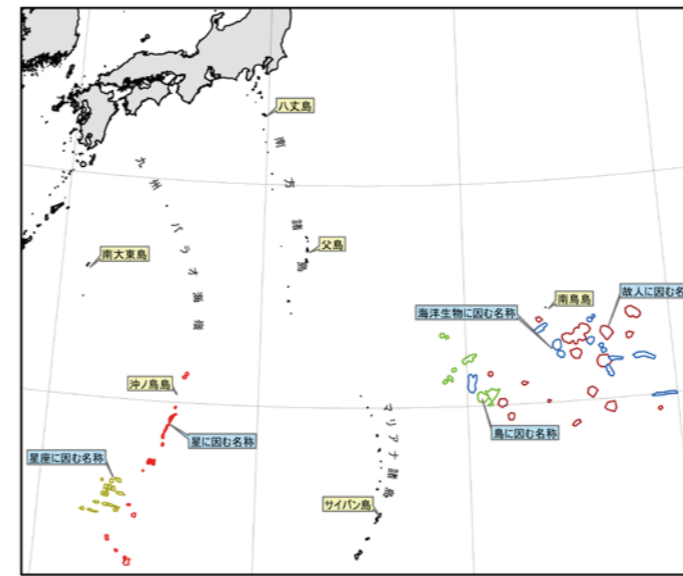 八丈島
南方諸島
九州・パラオ海嶺
父島
南大東島
南鳥島
故人に因む名
海洋生物に因む名称
沖ノ鳥島
星に因む名称
鳥に因む名称
マリアナ諸島
星座に因む名称
サイパン島